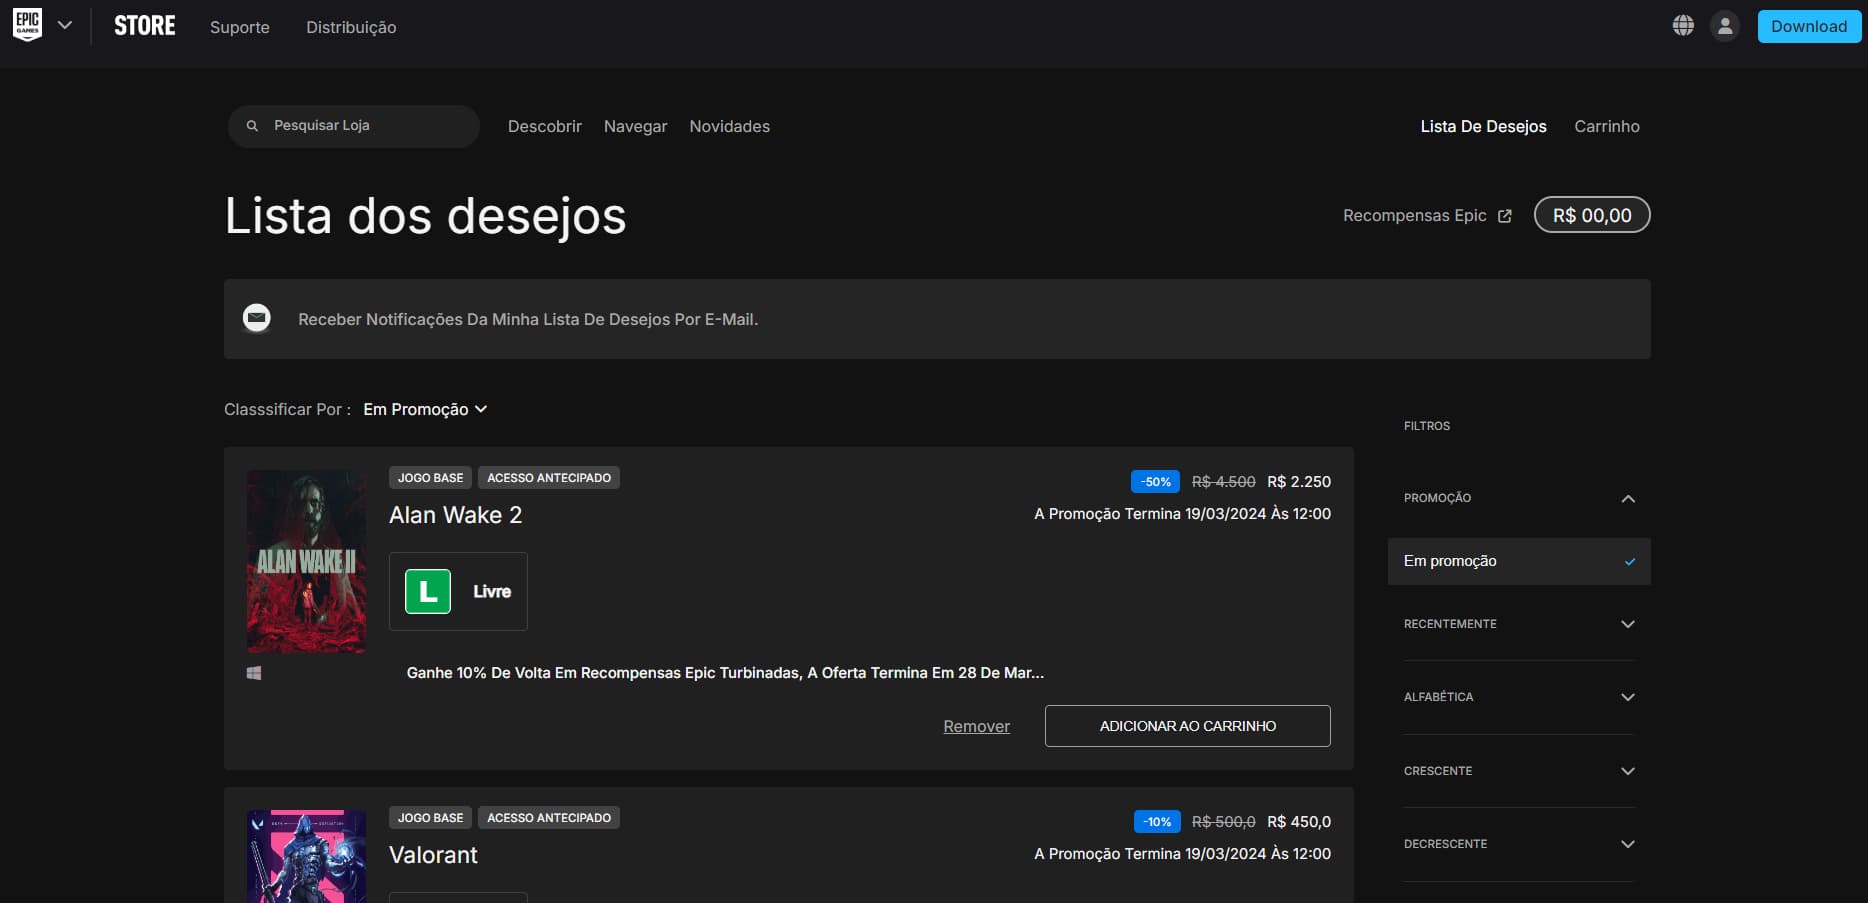 EPIC
GAMES
STORE
Suporte
Distribuição
Download
Pesquisar Loja
Descobrir
Navegar
Novidades
Lista De Desejos
Carrinho
Lista dos desejos
Recompensas Epic
R$ 00,00
Receber Notificações Da Minha Lista De Desejos Por E-Mail.
Classsificar Por : Em Promoção
FILTROS
JOGO BASE
ACESSO ANTECIPADO
-50% R$ 4.500 R$ 2.250
Alan Wake 2
A Promoção Termina 19/03/2024 Às 12:00
ALAN WAKE II
L Livre
Ganhe 10% De Volta Em Recompensas Epic Turbinadas, A Oferta Termina Em 28 De Mar...
Remover
ADICIONAR AO CARRINHO
PROMOÇÃO
Em promoção
RECENTEMENTE
ALFABÉTICA
CRESCENTE
DECRESCENTE
JOGO BASE
ACESSO ANTECIPADO
-10% R$ 500,0 R$ 450,0
Valorant
A Promoção Termina 19/03/2024 Às 12:00